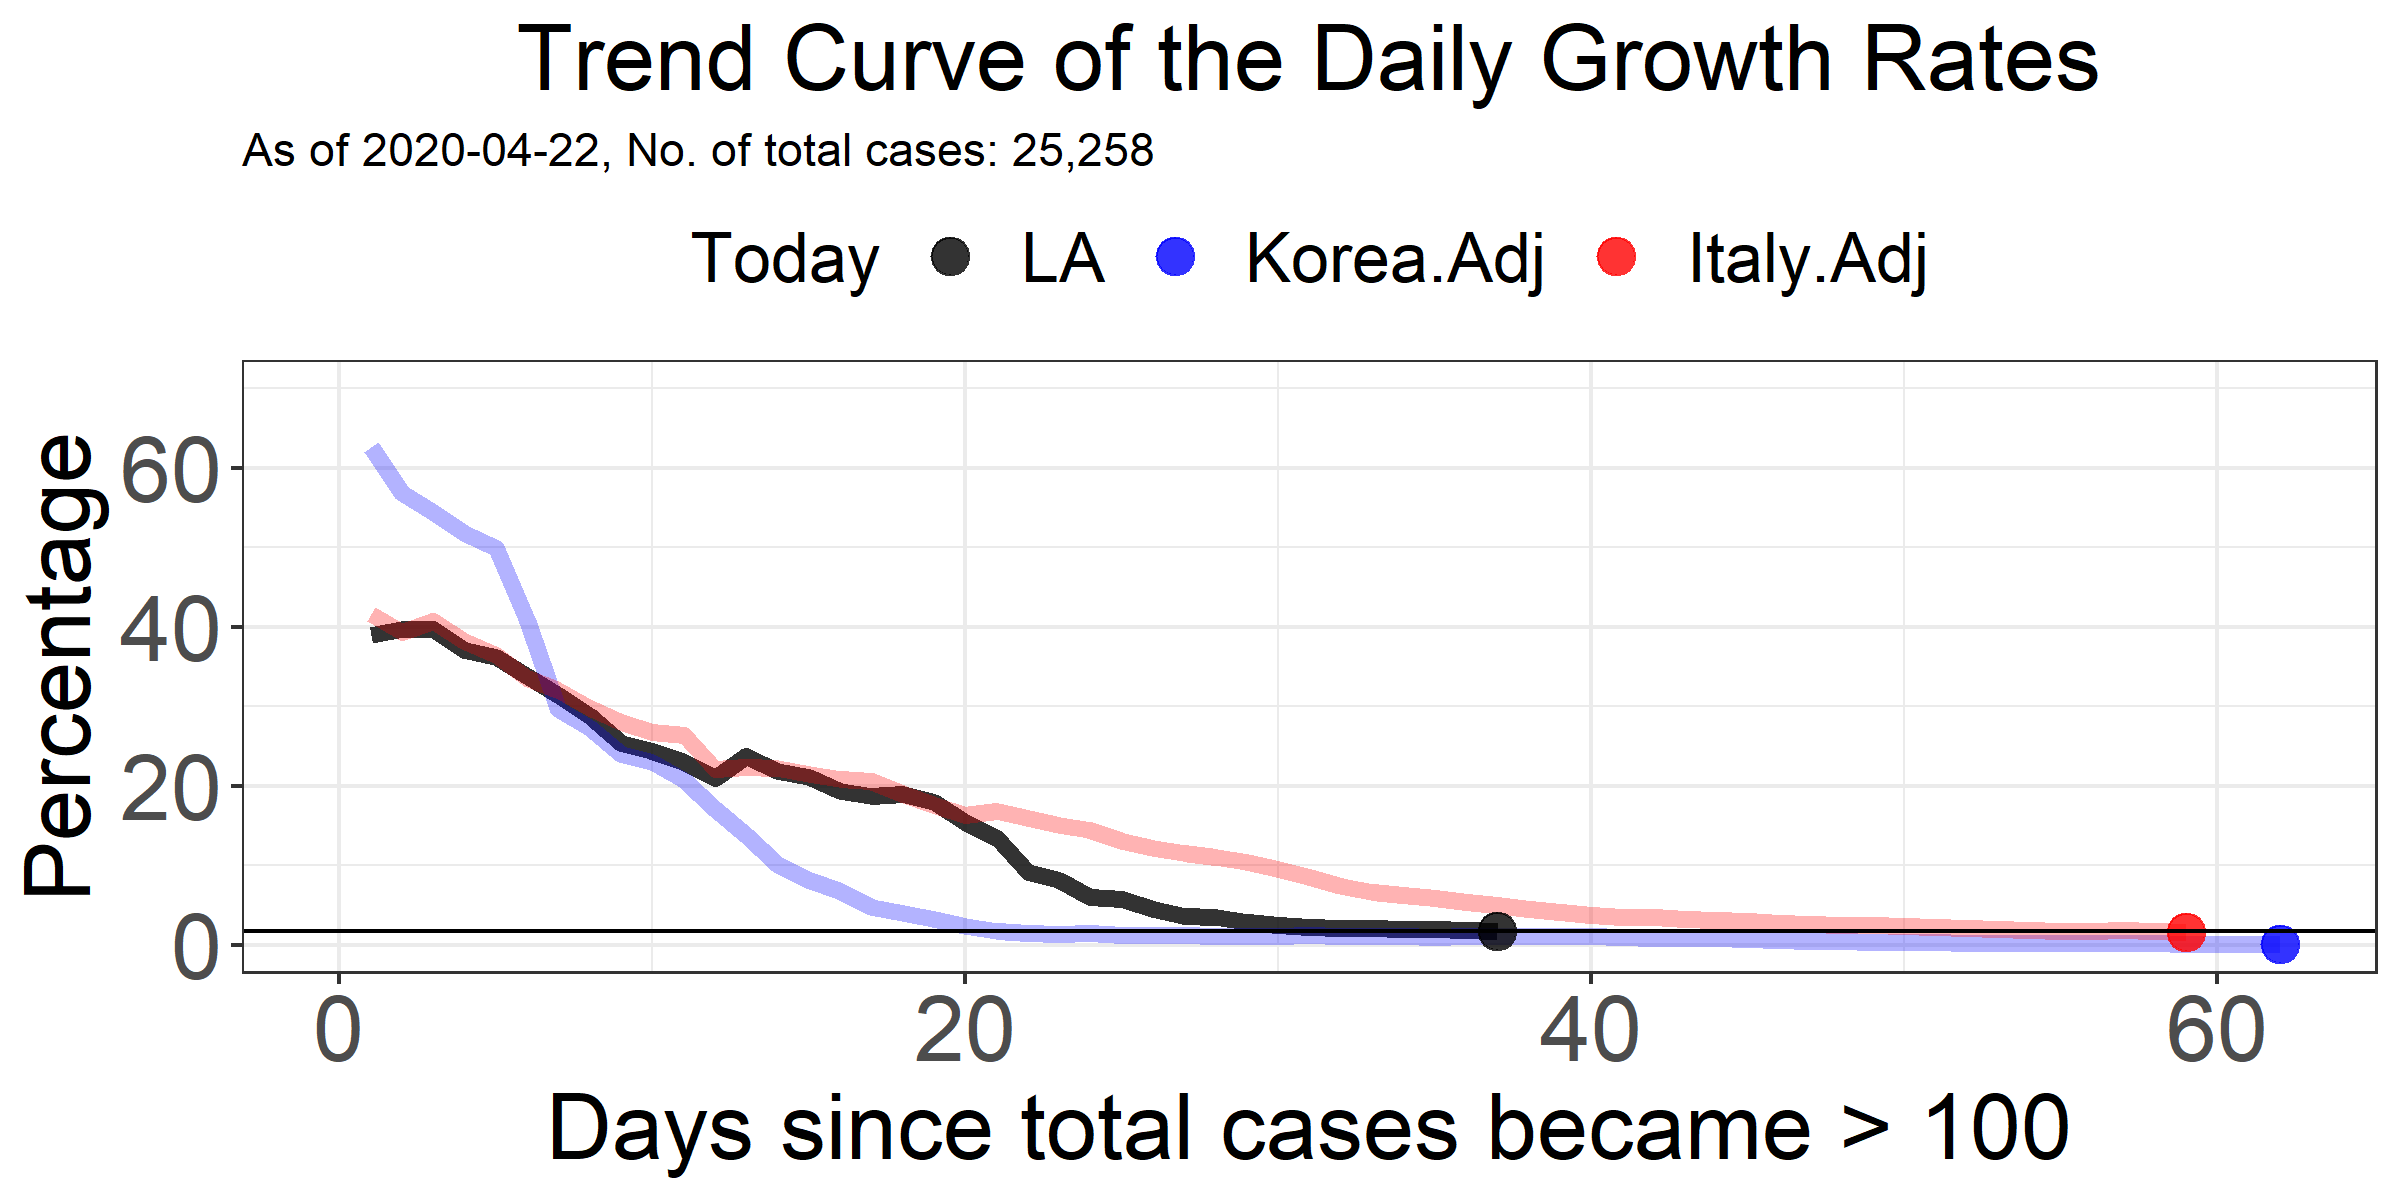 Trend Curve of the Daily Growth Rates
As of 2020-04-22, No. of total cases: 25,258
Today LA Korea.Adj Italy.Adj
Percentage
60
40
20
0
0 20 40 60
Days since total cases became > 100